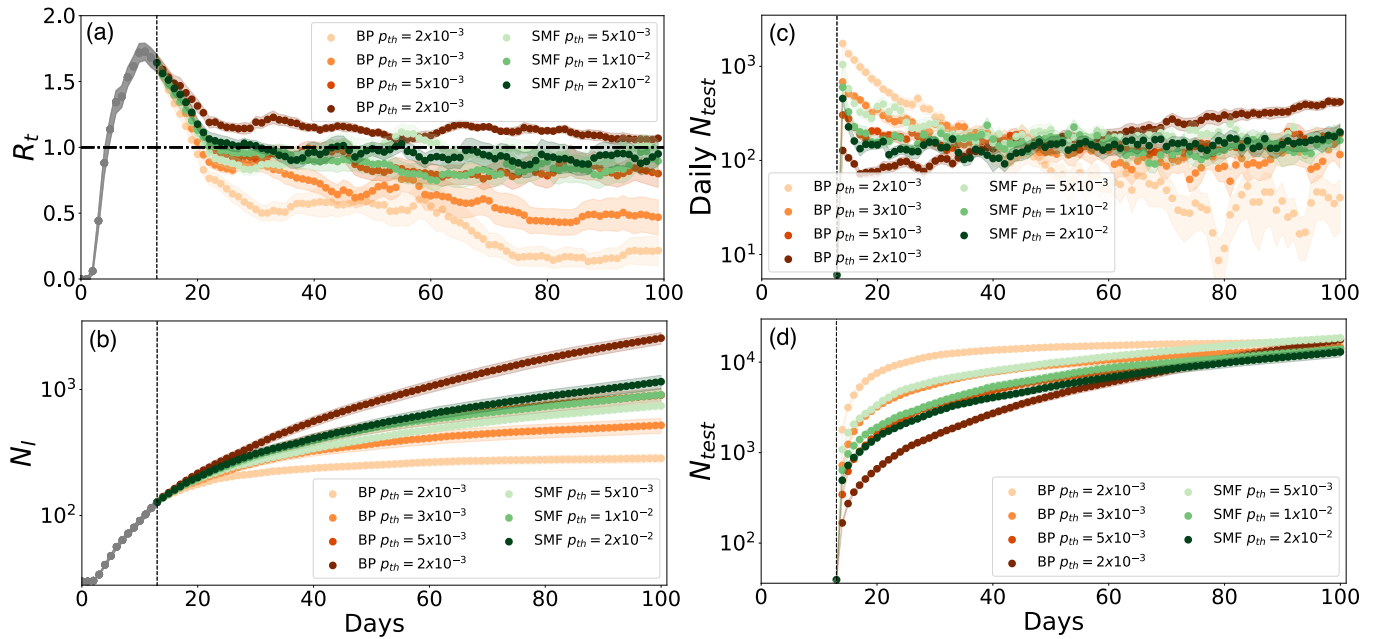 (a)
R_t
2.0
1.5
1.0
0.5
0.0
BP p_th = 2x10^-3
BP p_th = 3x10^-3
BP p_th = 5x10^-3
BP p_th = 2x10^-3
SMF p_th = 5x10^-3
SMF p_th = 1x10^-2
SMF p_th = 2x10^-2
0 20 40 60 80 100
(c)
Daily N_test
10^3
10^2
10^1
BP p_th = 2x10^-3
BP p_th = 3x10^-3
BP p_th = 5x10^-3
BP p_th = 2x10^-3
SMF p_th = 5x10^-3
SMF p_th = 1x10^-2
SMF p_th = 2x10^-2
0 20 40 60 80 100
(b)
N_I
10^3
10^2
BP p_th = 2x10^-3
BP p_th = 3x10^-3
BP p_th = 5x10^-3
BP p_th = 2x10^-3
SMF p_th = 5x10^-3
SMF p_th = 1x10^-2
SMF p_th = 2x10^-2
0 20 40 60 80 100
Days
(d)
N_test
10^4
10^3
10^2
BP p_th = 2x10^-3
BP p_th = 3x10^-3
BP p_th = 5x10^-3
BP p_th = 2x10^-3
SMF p_th = 5x10^-3
SMF p_th = 1x10^-2
SMF p_th = 2x10^-2
0 20 40 60 80 100
Days